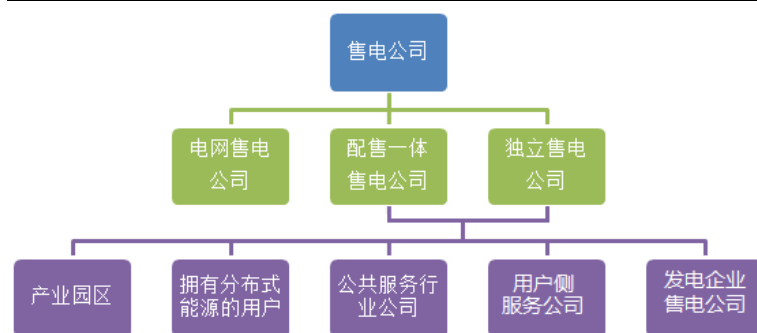 售电公司
电网售电
公司
配售一体
售电公司
独立售电
公司
产业园区
拥有分布式
能源的用户
公共服务行
业公司
用户侧
服务公司
发电企业
售电公司